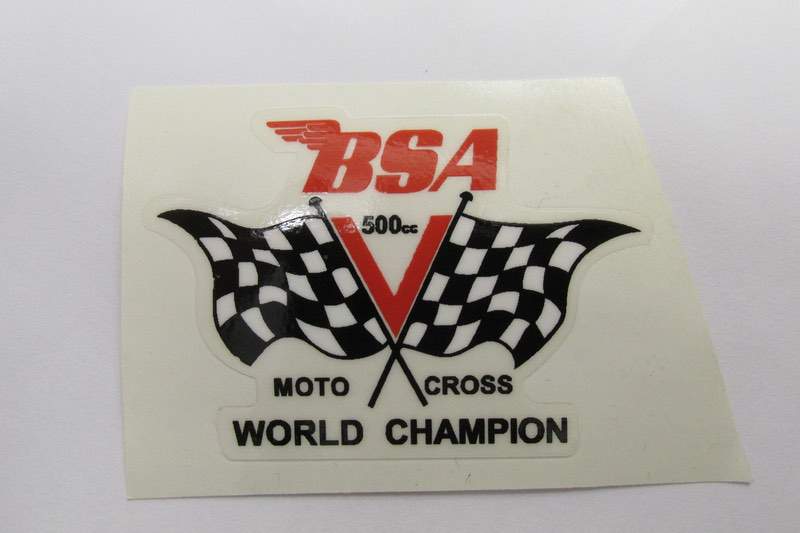 BSA
500cc
MOTO CROSS
WORLD CHAMPION